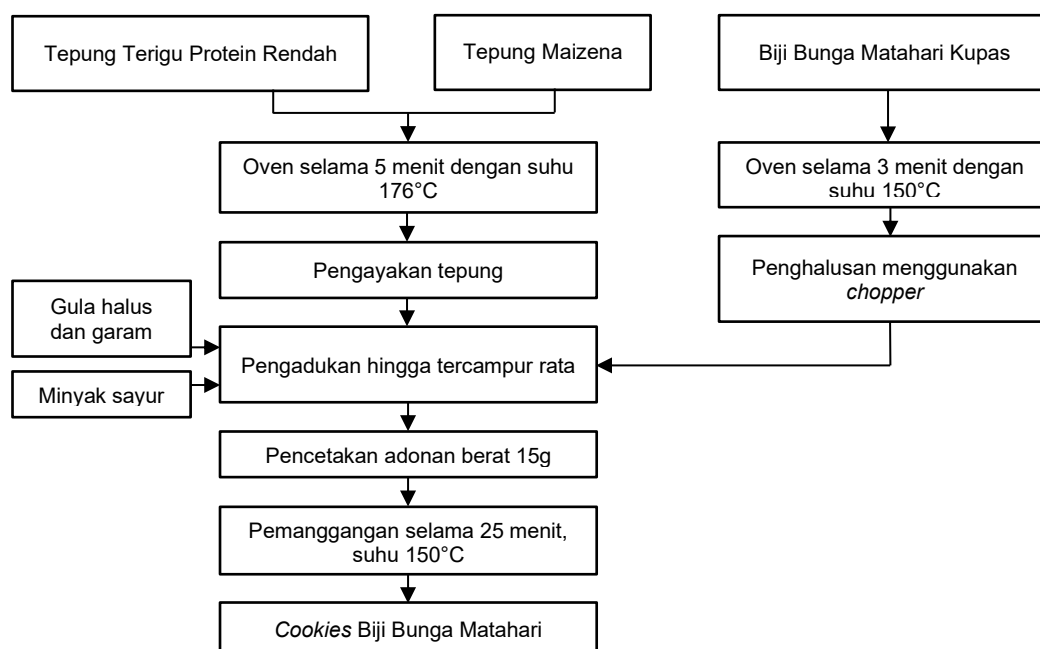 Tepung Terigu Protein Rendah
Tepung Maizena
Biji Bunga Matahari Kupas
Oven selama 5 menit dengan suhu
176°C
Oven selama 3 menit dengan
suhu 150°C
Pengayakan tepung
Penghalusan menggunakan
chopper
Gula halus
dan garam
Minyak sayur
Pengadukan hingga tercampur rata
Pencetakan adonan berat 15g
Pemanggangan selama 25 menit,
suhu 150°C
Cookies Biji Bunga Matahari